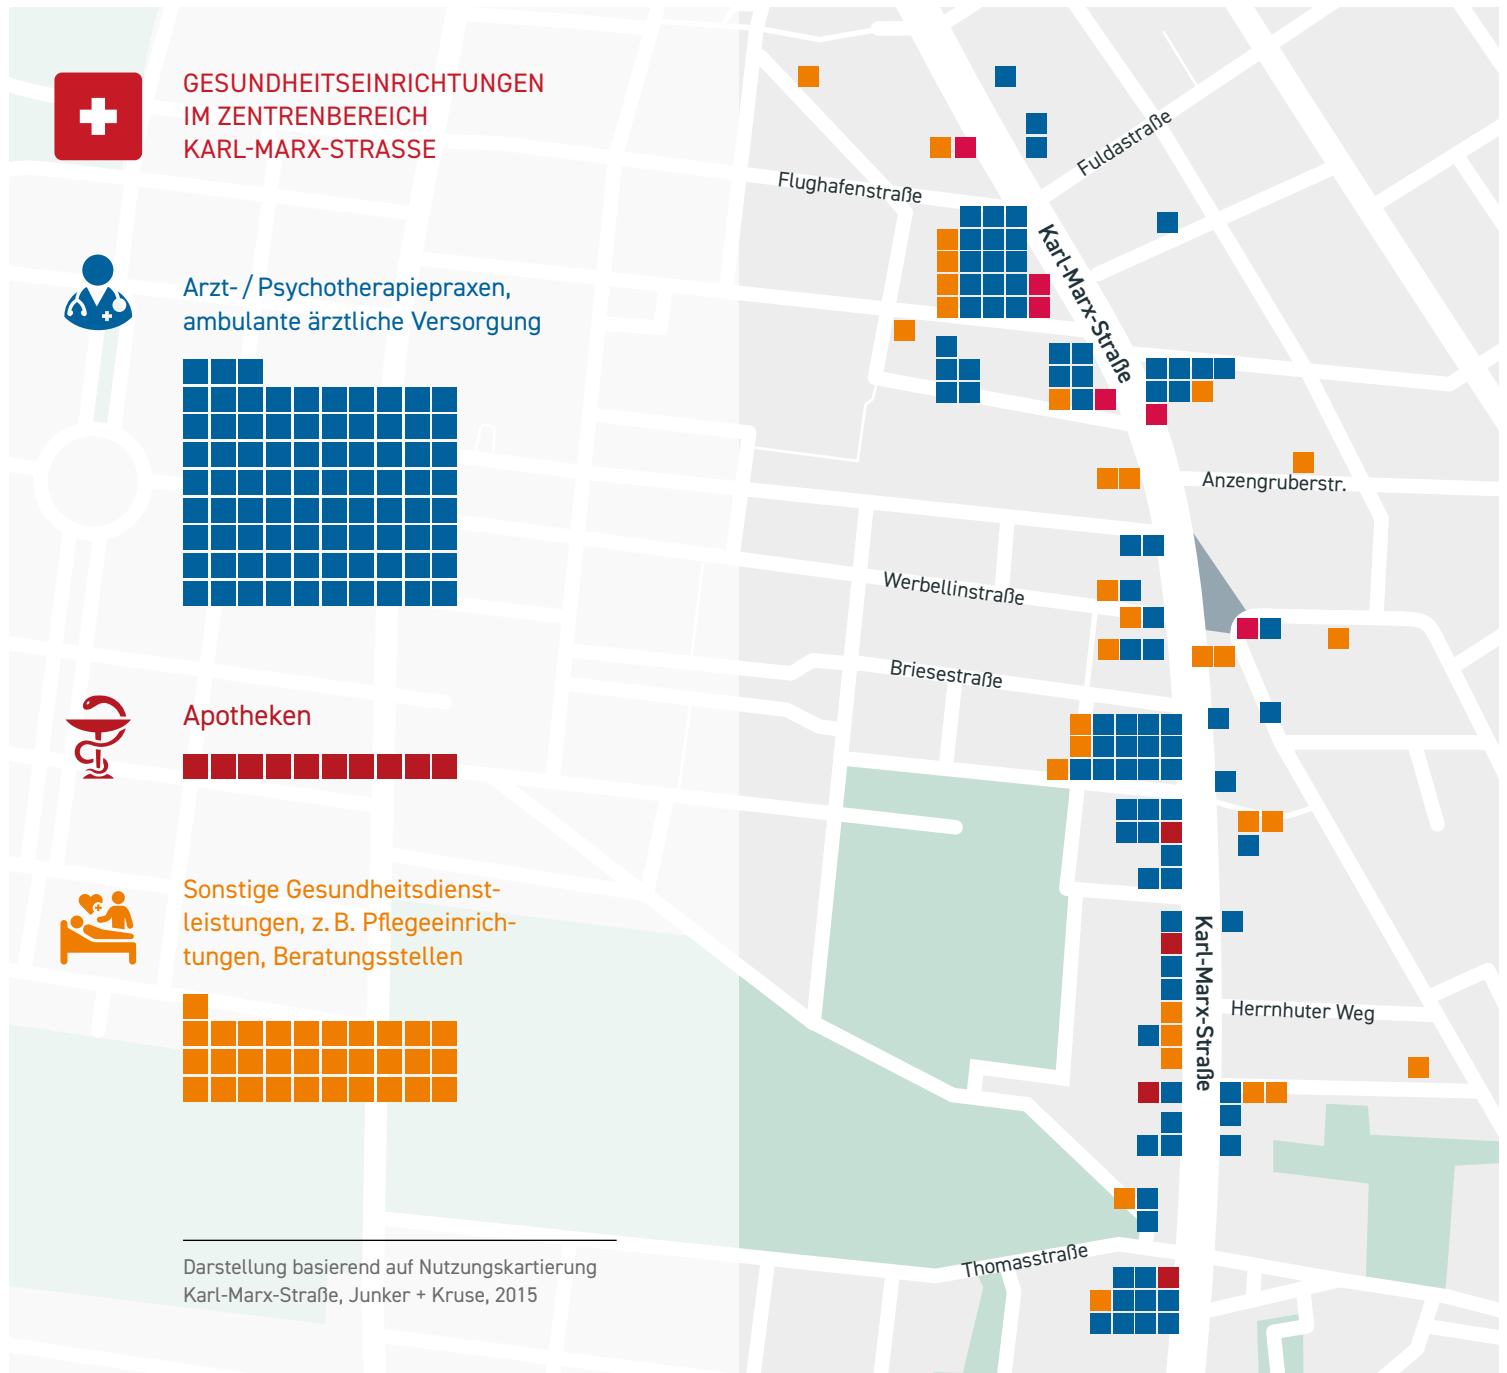 GESUNDHEITSEINRICHTUNGEN
IM ZENTRENBEREICH
KARL-MARX-STRASSE
Arzt- / Psychotherapiepraxen,
ambulante ärztliche Versorgung
Apotheken
Sonstige Gesundheitsdienst-
leistungen, z. B. Pflegeeinrich-
tungen, Beratungsstellen
Darstellung basierend auf Nutzungskartierung
Karl-Marx-Straße, Junker + Kruse, 2015
Fuldastraße
Flughafenstraße
Karl-Marx-Straße
Anzengruberstr.
Werbellinstraße
Briesestraße
Karl-Marx-Straße
Herrnhuter Weg
Thomasstraße